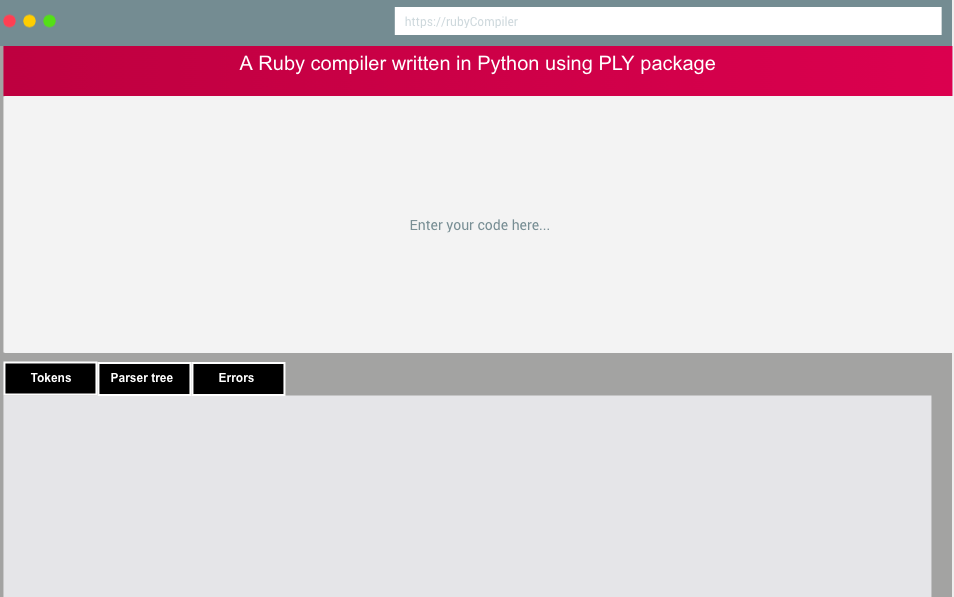 https://rubyCompiler
A Ruby compiler written in Python using PLY package
Enter your code here...
Tokens
Parser tree
Errors